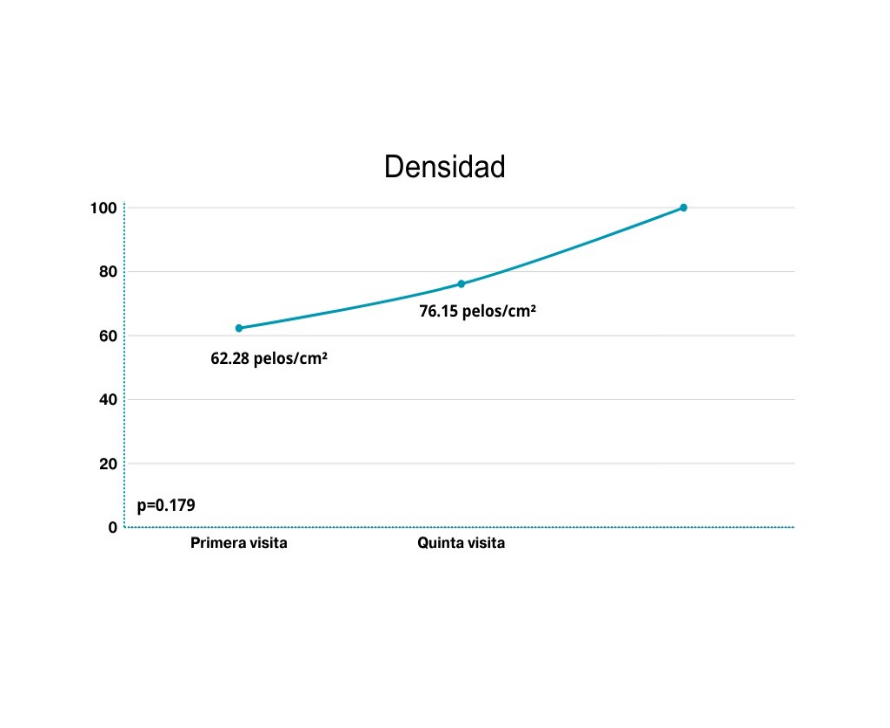 Densidad
100
80
76.15 pelos/cm²
60
62.28 pelos/cm²
40
20
p=0.179
0
Primera visita
Quinta visita